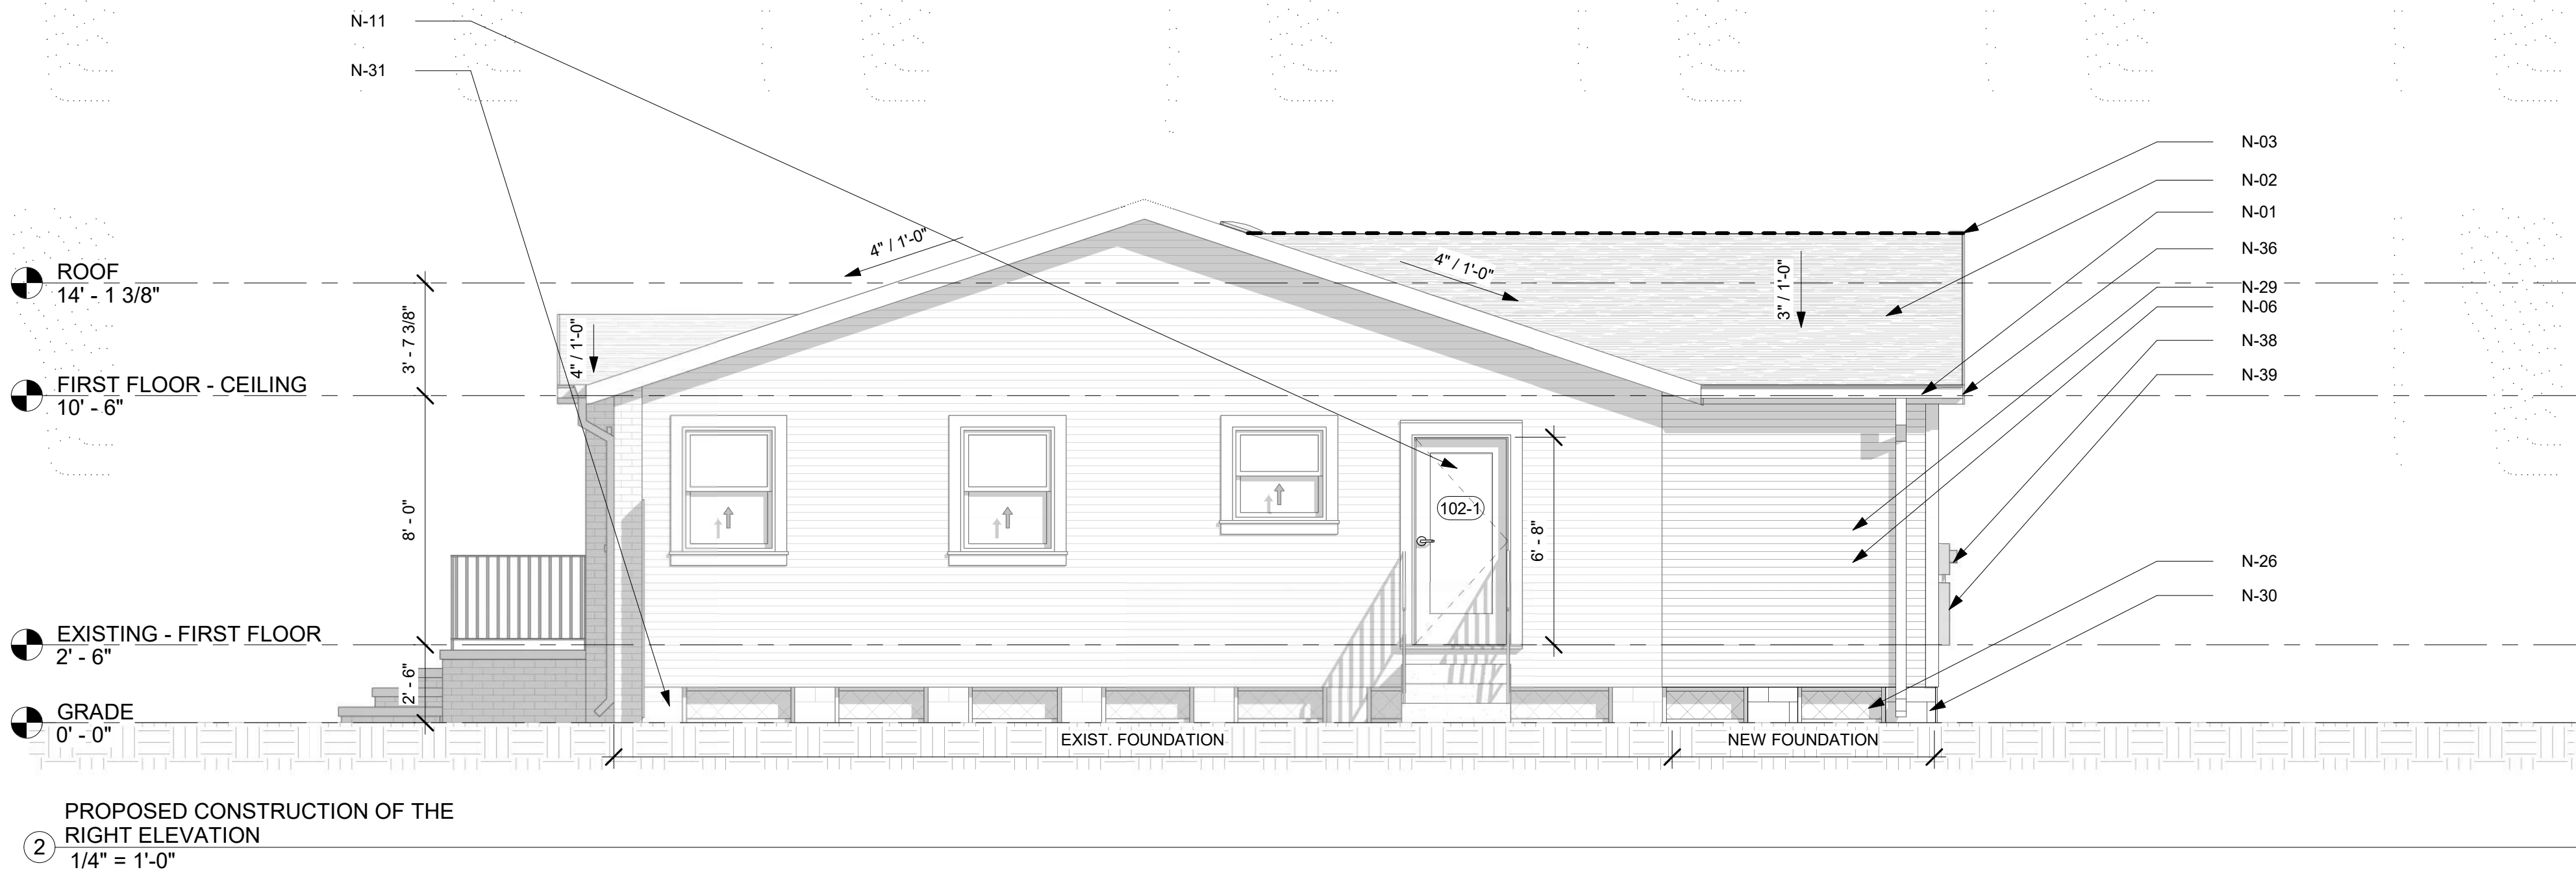 N-11
N-31
N-03
N-02
N-01
N-36
N-29
N-06
N-38
N-39
N-26
N-30
4" / 1'-0"
4" / 1'-0"
3" / 1'-0"
4" / 1'-0"
ROOF
14' - 1 3/8"
3' - 7 3/8"
FIRST FLOOR - CEILING
10' - 6"
8' - 0"
102-1
6' - 8"
EXISTING - FIRST FLOOR
2' - 6"
2' - 6"
GRADE
0' - 0"
EXIST. FOUNDATION
NEW FOUNDATION
PROPOSED CONSTRUCTION OF THE
RIGHT ELEVATION
2
1/4" = 1'-0"